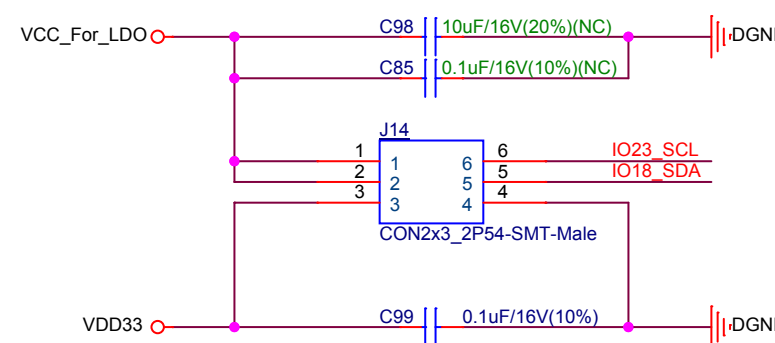 VCC_For_LDO
C98 10uF/16V(20%)(NC)
DGN
C85 0.1uF/16V(10%)(NC)
J14
1 1 6 6 IO23_SCL
2 2 5 5 IO18_SDA
3 3 4 4
CON2x3_2P54-SMT-Male
VDD33
C99 0.1uF/16V(10%)
DGN